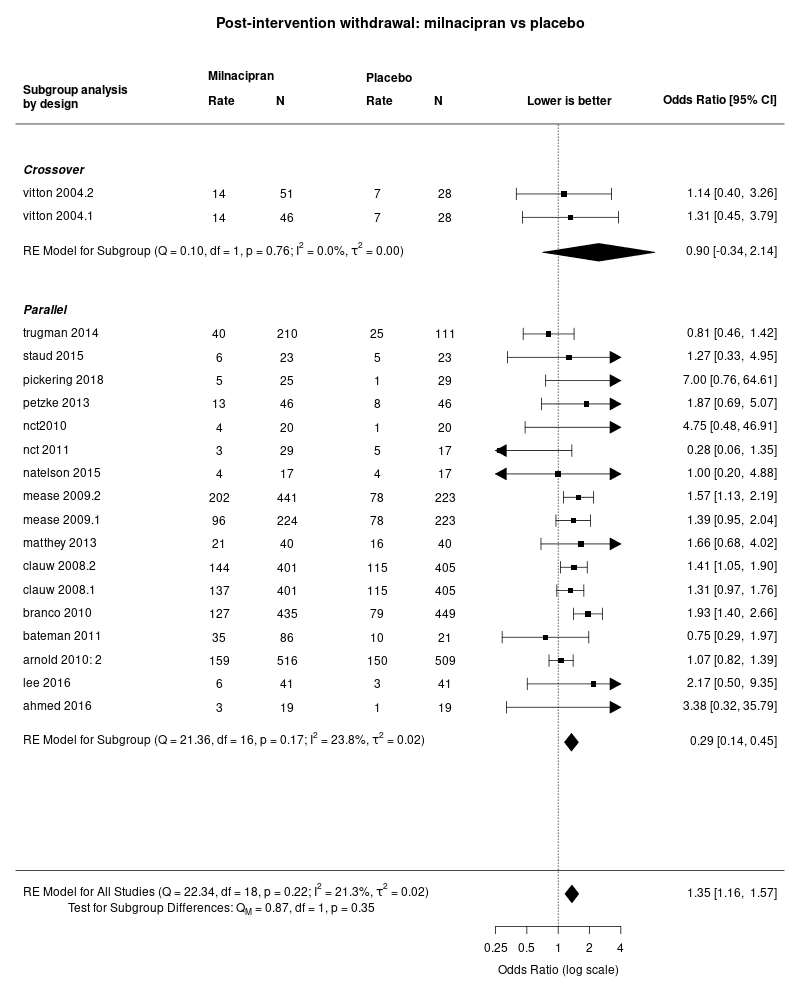 Post-intervention withdrawal: milnacipran vs placebo
Milnacipran Placebo
Subgroup analysis
by design Rate N Rate N Lower is better Odds Ratio [95% CI]
Crossover
vitton 2004.2 14 51 7 28 1.14 [0.40, 3.26]
vitton 2004.1 14 46 7 28 1.31 [0.45, 3.79]
RE Model for Subgroup (Q = 0.10, df = 1, p = 0.76; I² = 0.0%, τ² = 0.00) 0.90 [-0.34, 2.14]
Parallel
trugman 2014 40 210 25 111 0.81 [0.46, 1.42]
staud 2015 6 23 5 23 1.27 [0.33, 4.95]
pickering 2018 5 25 1 29 7.00 [0.76, 64.61]
petzke 2013 13 46 8 46 1.87 [0.69, 5.07]
nct2010 4 20 1 20 4.75 [0.48, 46.91]
nct 2011 3 29 5 17 0.28 [0.06, 1.35]
natelson 2015 4 17 4 17 1.00 [0.20, 4.88]
mease 2009.2 202 441 78 223 1.57 [1.13, 2.19]
mease 2009.1 96 224 78 223 1.39 [0.95, 2.04]
matthey 2013 21 40 16 40 1.66 [0.68, 4.02]
clauw 2008.2 144 401 115 405 1.41 [1.05, 1.90]
clauw 2008.1 137 401 115 405 1.31 [0.97, 1.76]
branco 2010 127 435 79 449 1.93 [1.40, 2.66]
bateman 2011 35 86 10 21 0.75 [0.29, 1.97]
arnold 2010: 2 159 516 150 509 1.07 [0.82, 1.39]
lee 2016 6 41 3 41 2.17 [0.50, 9.35]
ahmed 2016 3 19 1 19 3.38 [0.32, 35.79]
RE Model for Subgroup (Q = 21.36, df = 16, p = 0.17; I² = 23.8%, τ² = 0.02) 0.29 [0.14, 0.45]
RE Model for All Studies (Q = 22.34, df = 18, p = 0.22; I² = 21.3%, τ² = 0.02) 1.35 [1.16, 1.57]
Test for Subgroup Differences: Q_M = 0.87, df = 1, p = 0.35
0.25 0.5 1 2 4
Odds Ratio (log scale)